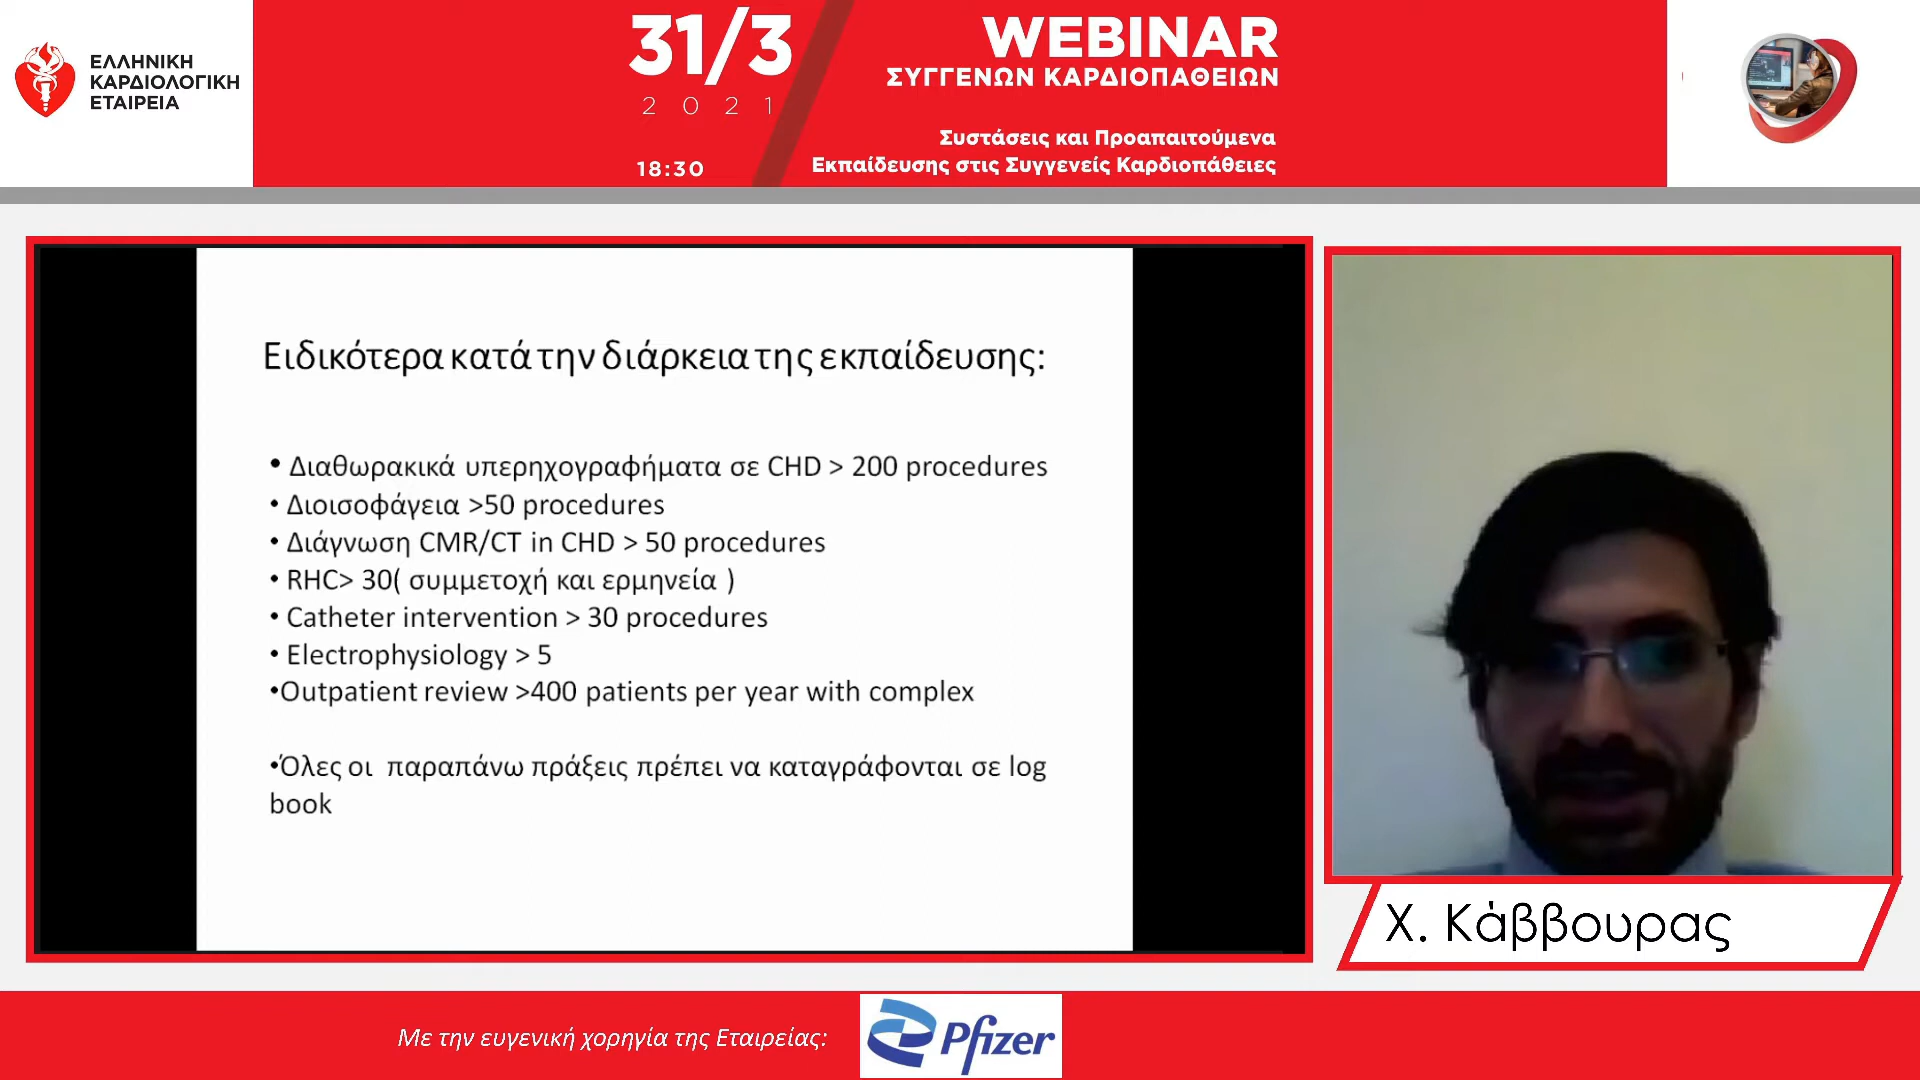 ΕΛΛΗΝΙΚΗ
ΚΑΡΔΙΟΛΟΓΙΚΗ
ΕΤΑΙΡΕΙΑ
31/3
2021
18:30
WEBINAR
ΣΥΓΓΕΝΩΝ ΚΑΡΔΙΟΠΑΘΕΙΩΝ
Συστάσεις και Προαπαιτούμενα
Εκπαίδευσης στις Συγγενείς Καρδιοπάθειες
Ειδικότερα κατά την διάρκεια της εκπαίδευσης:
• Διαθωρακικά υπερηχογραφήματα σε CHD > 200 procedures
• Διοισοφάγεια >50 procedures
• Διάγνωση CMR/CT in CHD > 50 procedures
• RHC> 30( συμμετοχή και ερμηνεία )
• Catheter intervention > 30 procedures
• Electrophysiology > 5
•Outpatient review >400 patients per year with complex
•Όλες οι παραπάνω πράξεις πρέπει να καταγράφονται σε log
book
Χ. Κάββουρας
Με την ευγενική χορηγία της Εταιρείας:
Pfizer